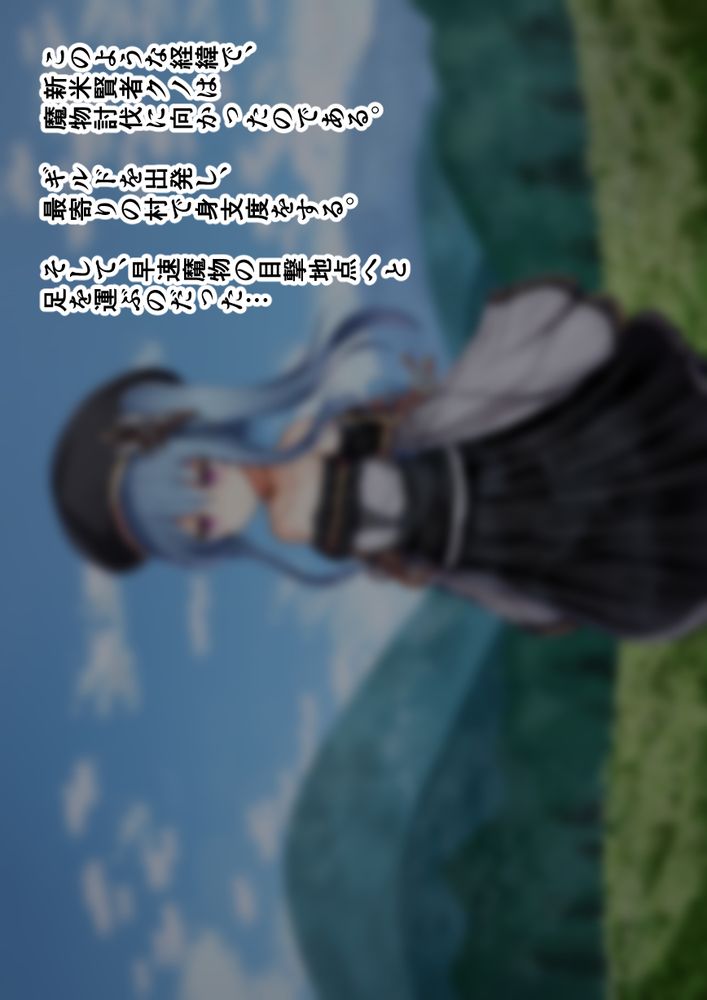 このような経緯で、
新米賢者クノは
魔物討伐に向かったのである。
ギルドを出発し、
最寄りの村で身支度をする。
そして、早速魔物の目撃地点へと
足を運ぶのだった…